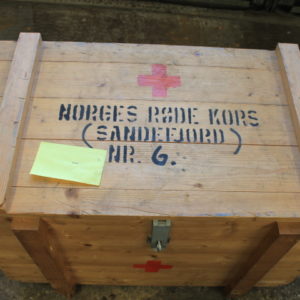 NORGES RØDE KORS
(SANDEFJORD)
NR. 6.